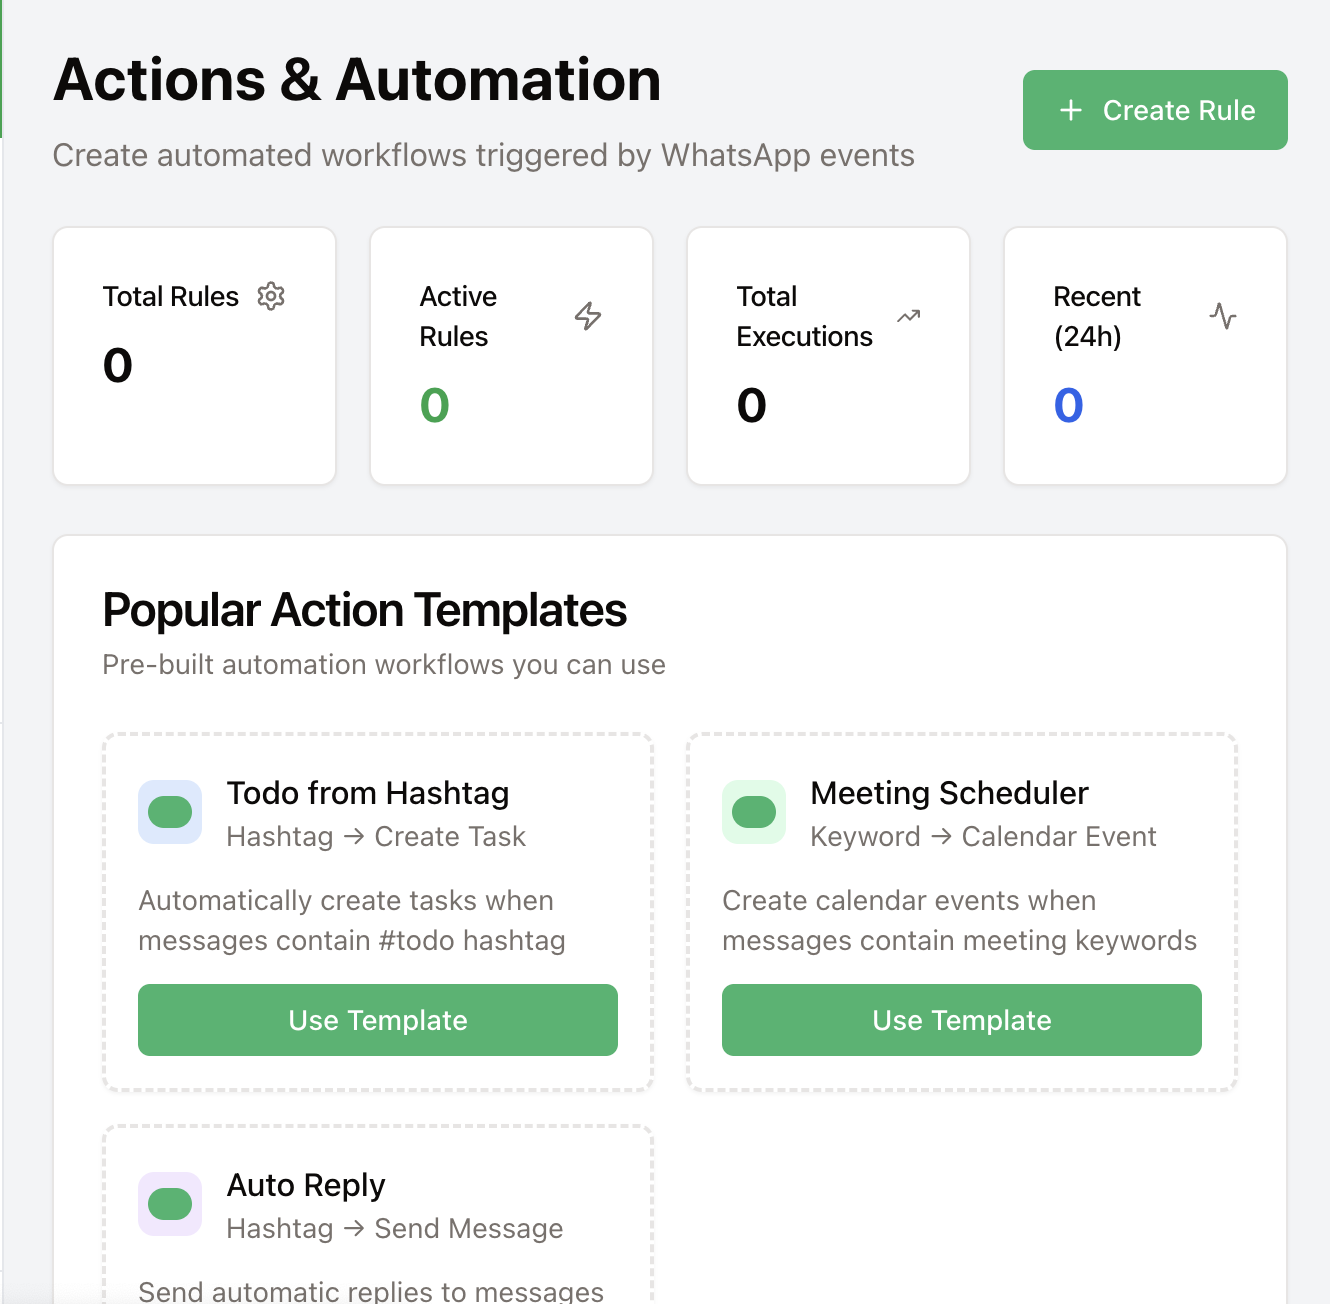 Actions & Automation
Create automated workflows triggered by WhatsApp events
+ Create Rule
Total Rules
0
Active
Rules
0
Total
Executions
0
Recent
(24h)
0
Popular Action Templates
Pre-built automation workflows you can use
Todo from Hashtag
Hashtag → Create Task
Automatically create tasks when
messages contain #todo hashtag
Use Template
Meeting Scheduler
Keyword → Calendar Event
Create calendar events when
messages contain meeting keywords
Use Template
Auto Reply
Hashtag → Send Message
Send automatic replies to messages